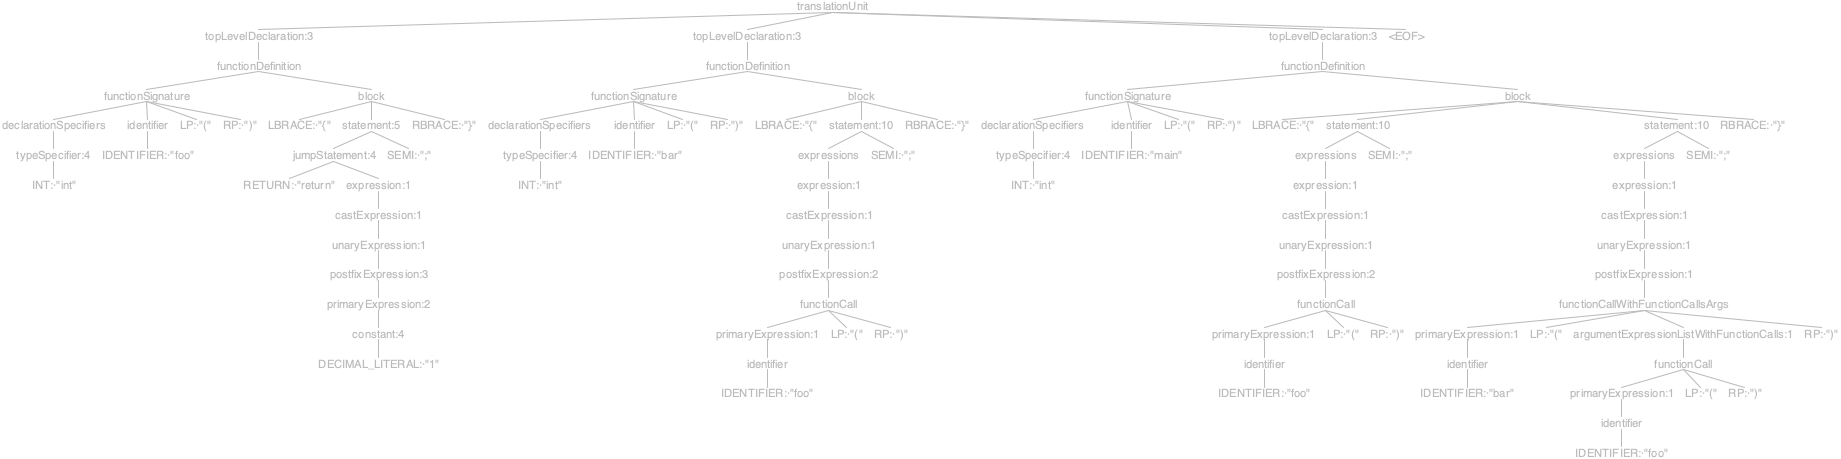 translationUnit
topLevelDeclaration:3 topLevelDeclaration:3 topLevelDeclaration:3 <EOF>
functionDefinition functionDefinition functionDefinition
functionSignature block functionSignature block functionSignature block
declarationSpecifiers identifier LP:·"(" RP:·")" LBRACE:·"{" statement:5 RBRACE:·"}" declarationSpecifiers identifier LP:·"(" RP:·")" LBRACE:·"{" statement:10 RBRACE:·"}" declarationSpecifiers identifier LP:·"(" RP:·")" LBRACE:·"{" statement:10 statement:10 RBRACE:·"}"
typeSpecifier:4 IDENTIFIER:·"foo" jumpStatement:4 SEMI:·";" typeSpecifier:4 IDENTIFIER:·"bar" expressions SEMI:·";" typeSpecifier:4 IDENTIFIER:·"main" expressions SEMI:·";" expressions SEMI:·";"
INT:·"int" RETURN:·"return" expression:1 INT:·"int" expression:1 INT:·"int" expression:1 expression:1
castExpression:1 castExpression:1 castExpression:1 castExpression:1
unaryExpression:1 unaryExpression:1 unaryExpression:1 unaryExpression:1
postfixExpression:3 postfixExpression:2 postfixExpression:2 postfixExpression:1
primaryExpression:2 functionCall functionCall functionCallWithFunctionCallsArgs
constant:4 primaryExpression:1 LP:·"(" RP:·")" primaryExpression:1 LP:·"(" RP:·")" primaryExpression:1 LP:·"(" argumentExpressionListWithFunctionCalls:1 RP:·")"
DECIMAL_LITERAL:·"1" identifier identifier identifier functionCall
IDENTIFIER:·"foo" IDENTIFIER:·"foo" IDENTIFIER:·"bar" primaryExpression:1 LP:·"(" RP:·")"
identifier
IDENTIFIER:·"foo"